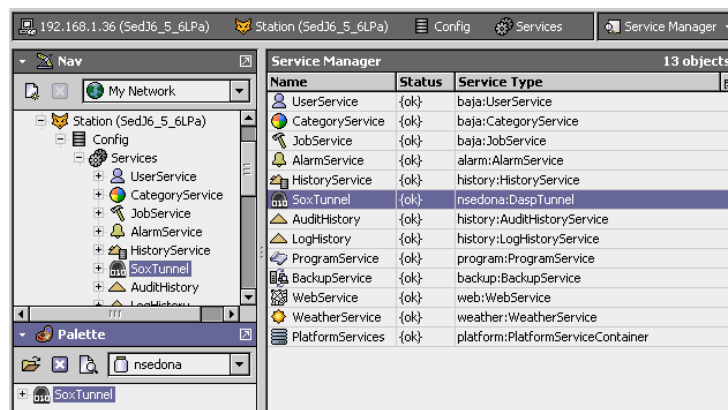 192.168.1.36 (SedJ6_5_6LPa) Station (SedJ6_5_6LPa) Config Services Service Manager
Nav
My Network
Station (SedJ6_5_6LPa)
Config
Services
UserService
CategoryService
JobService
AlarmService
HistoryService
SoxTunnel
AuditHistory
LogHistory
Palette
nsedona
SoxTunnel
Service Manager 13 objects
Name Status Service Type
UserService {ok} baja:UserService
CategoryService {ok} baja:CategoryService
JobService {ok} baja:JobService
AlarmService {ok} alarm:AlarmService
HistoryService {ok} history:HistoryService
SoxTunnel {ok} nsedona:DaspTunnel
AuditHistory {ok} history:AuditHistoryService
LogHistory {ok} history:LogHistoryService
ProgramService {ok} program:ProgramService
BackupService {ok} backup:BackupService
WebService {ok} web:WebService
WeatherService {ok} weather:WeatherService
PlatformServices {ok} platform:PlatformServiceContainer